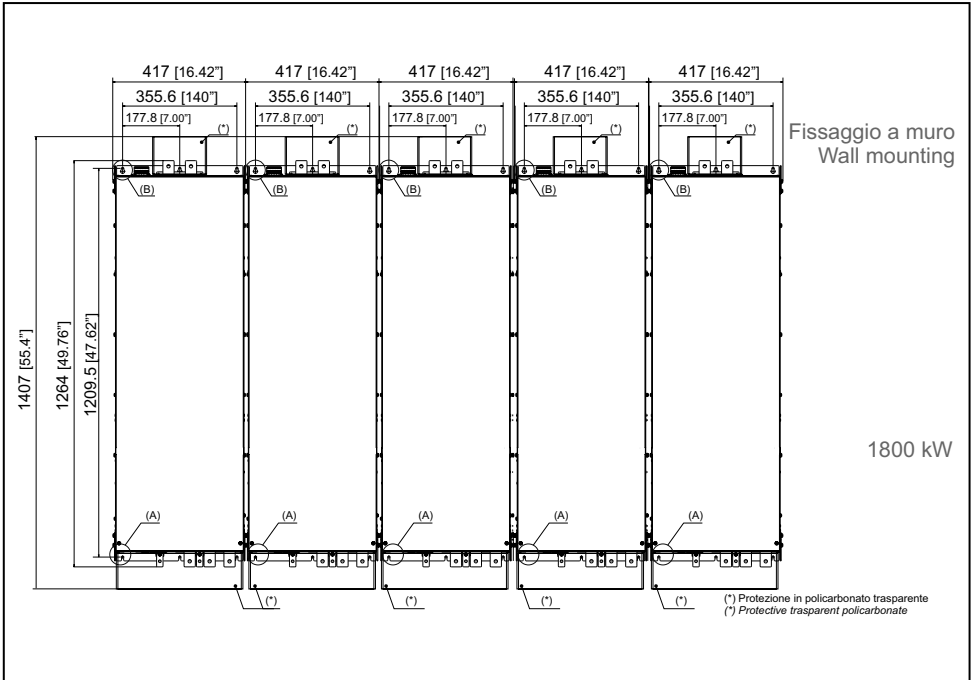 417 [16.42”] 417 [16.42”] 417 [16.42”] 417 [16.42”] 417 [16.42”]
355.6 [140”] 355.6 [140”] 355.6 [140”] 355.6 [140”] 355.6 [140”]
177.8 [7.00”] 177.8 [7.00”] 177.8 [7.00”] 177.8 [7.00”] 177.8 [7.00”]
(*) (*) (*) (*) (*)
Fissaggio a muro
Wall mounting
(B) (B) (B) (B) (B)
1407 [55.4”]
1264 [49.76”]
1209.5 [47.62”]
1800 kW
(A) (A) (A) (A) (A)
(*) (*) (*) (*) (*)
(*) Protezione in policarbonato trasparente
(*) Protective trasparent policarbonate